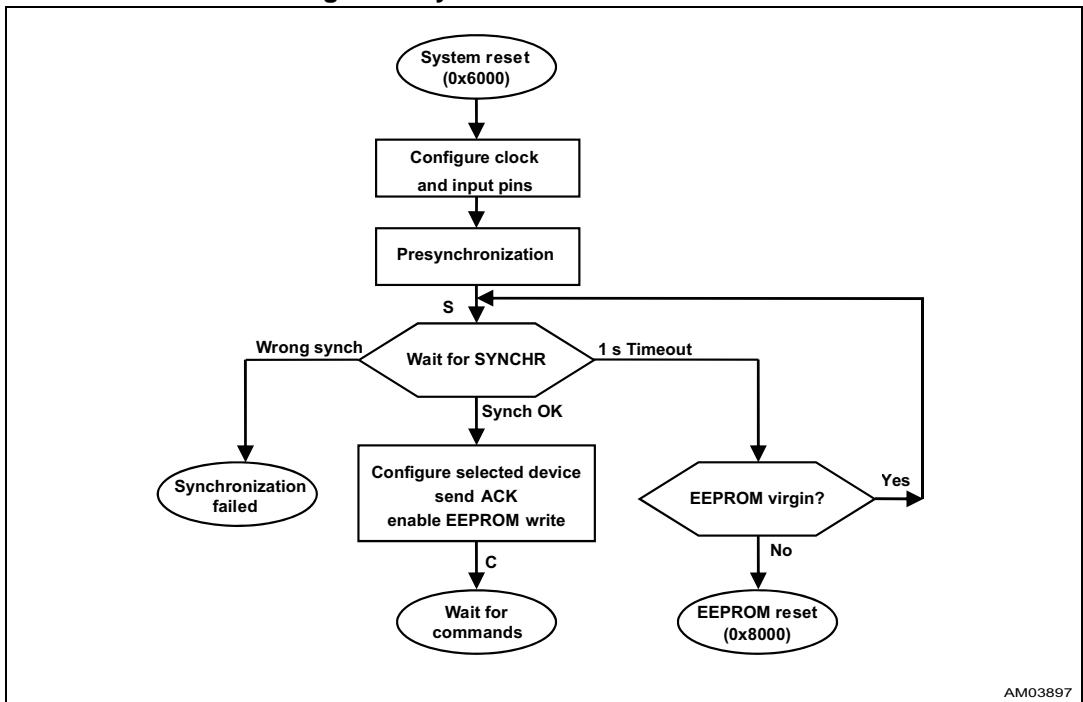 System reset
(0x6000)
Configure clock
and input pins
Presynchronization
S
Wrong synch
Wait for SYNCHR
1 s Timeout
Synch OK
Synchronization
failed
Configure selected device
send ACK
enable EEPROM write
EEPROM virgin?
Yes
No
C
Wait for
commands
EEPROM reset
(0x8000)
AM03897